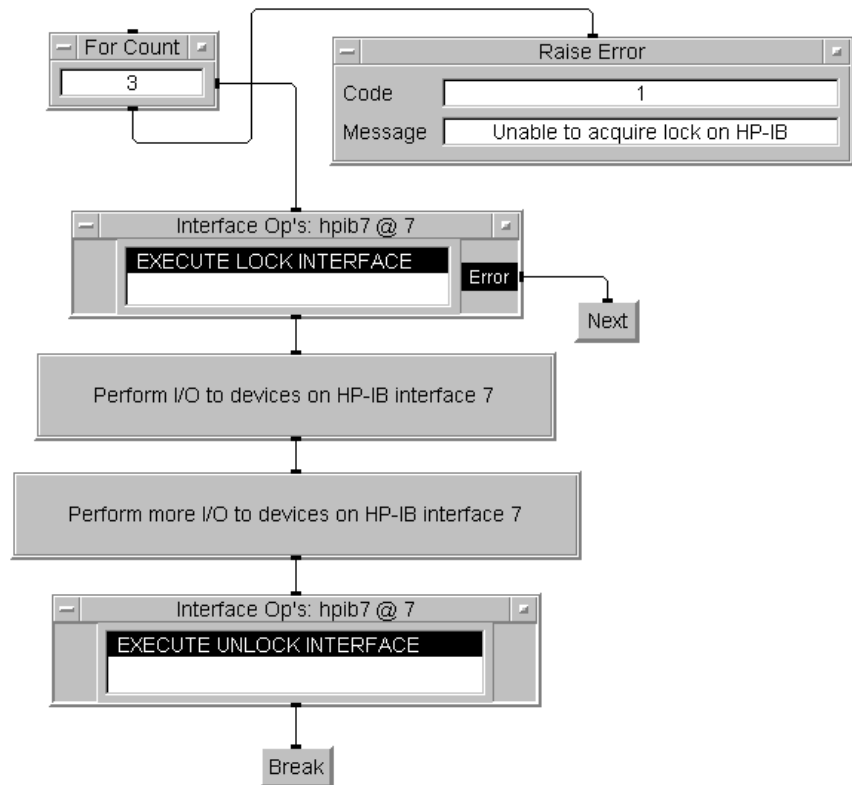 For Count
3
Raise Error
Code 1
Message Unable to acquire lock on HP-IB
Interface Op's: hpib7 @ 7
EXECUTE LOCK INTERFACE
Error
Next
Perform I/O to devices on HP-IB interface 7
Perform more I/O to devices on HP-IB interface 7
Interface Op's: hpib7 @ 7
EXECUTE UNLOCK INTERFACE
Break